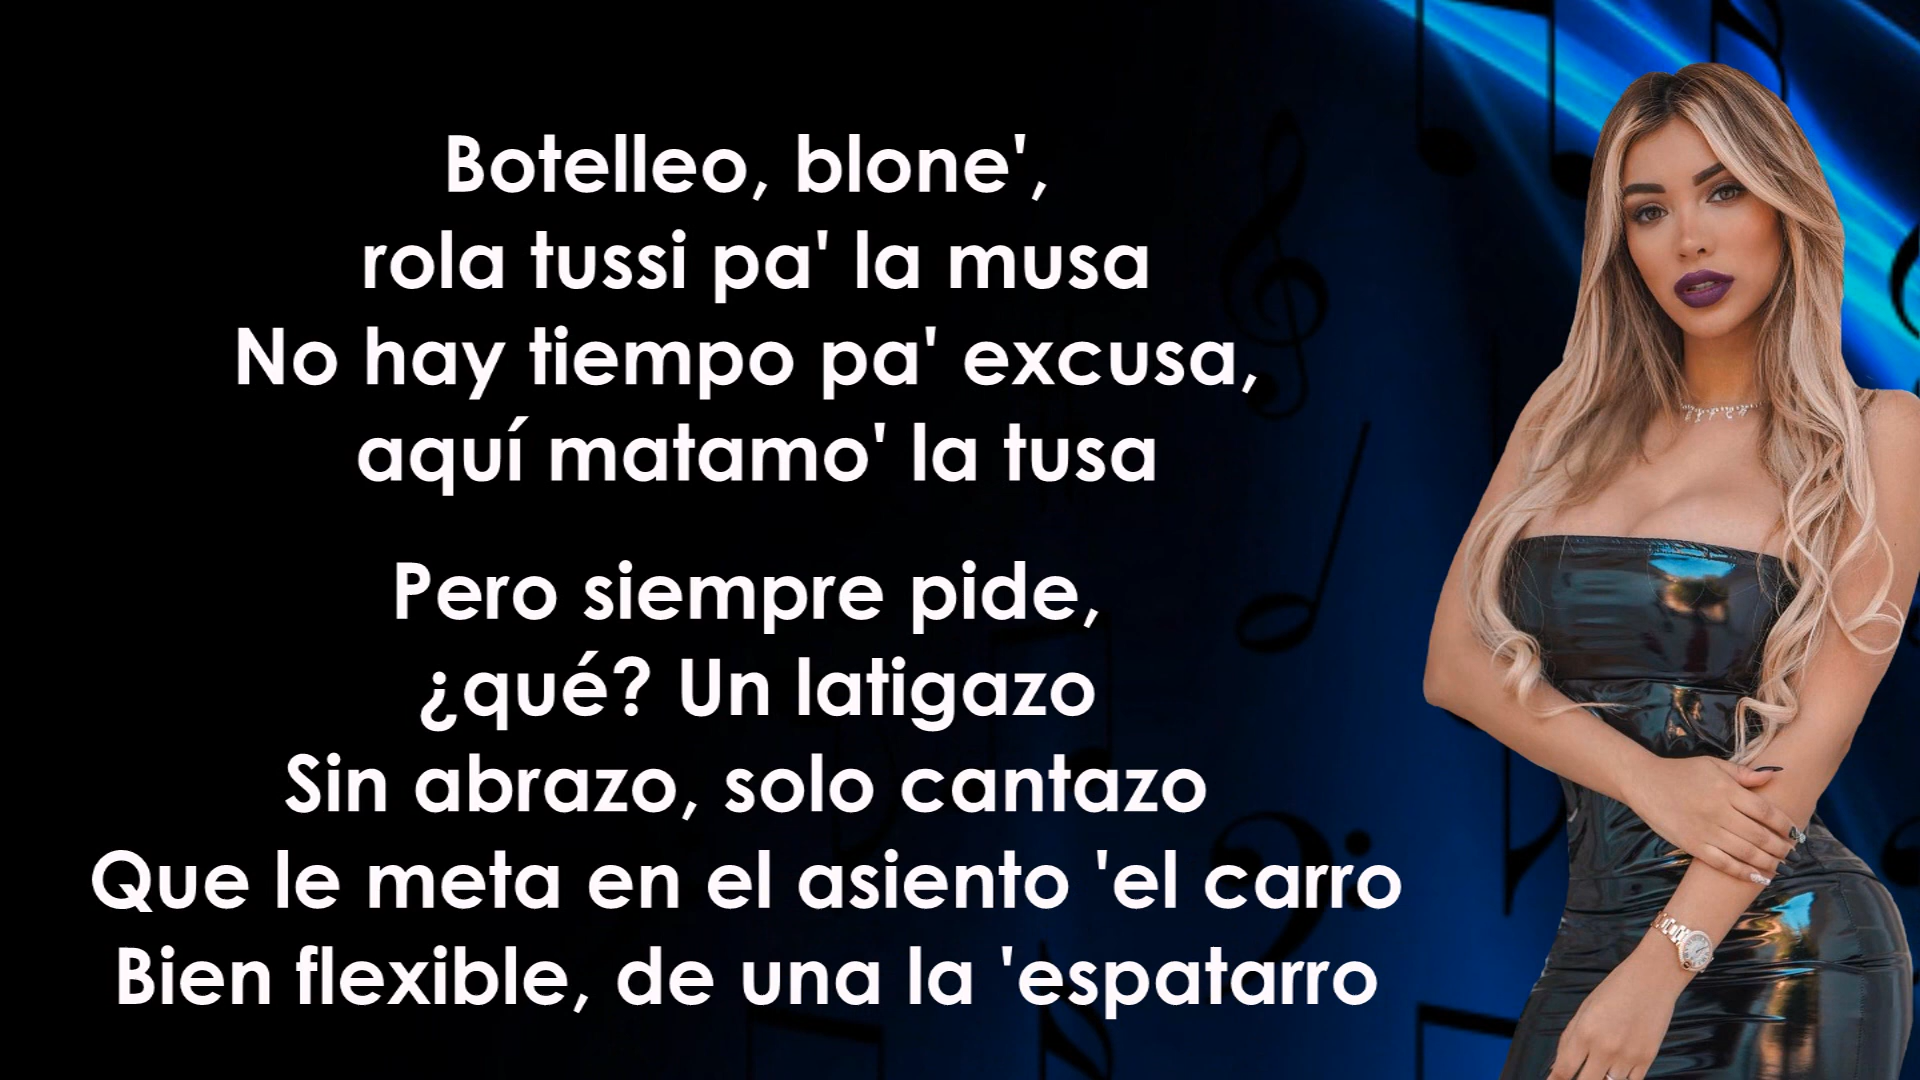 Botelleo, blone',
rola tussi pa' la musa
No hay tiempo pa' excusa,
aquí matamo' la tusa
Pero siempre pide,
¿qué? Un latigazo
Sin abrazo, solo cantazo
Que le meta en el asiento 'el carro
Bien flexible, de una la 'espatarro